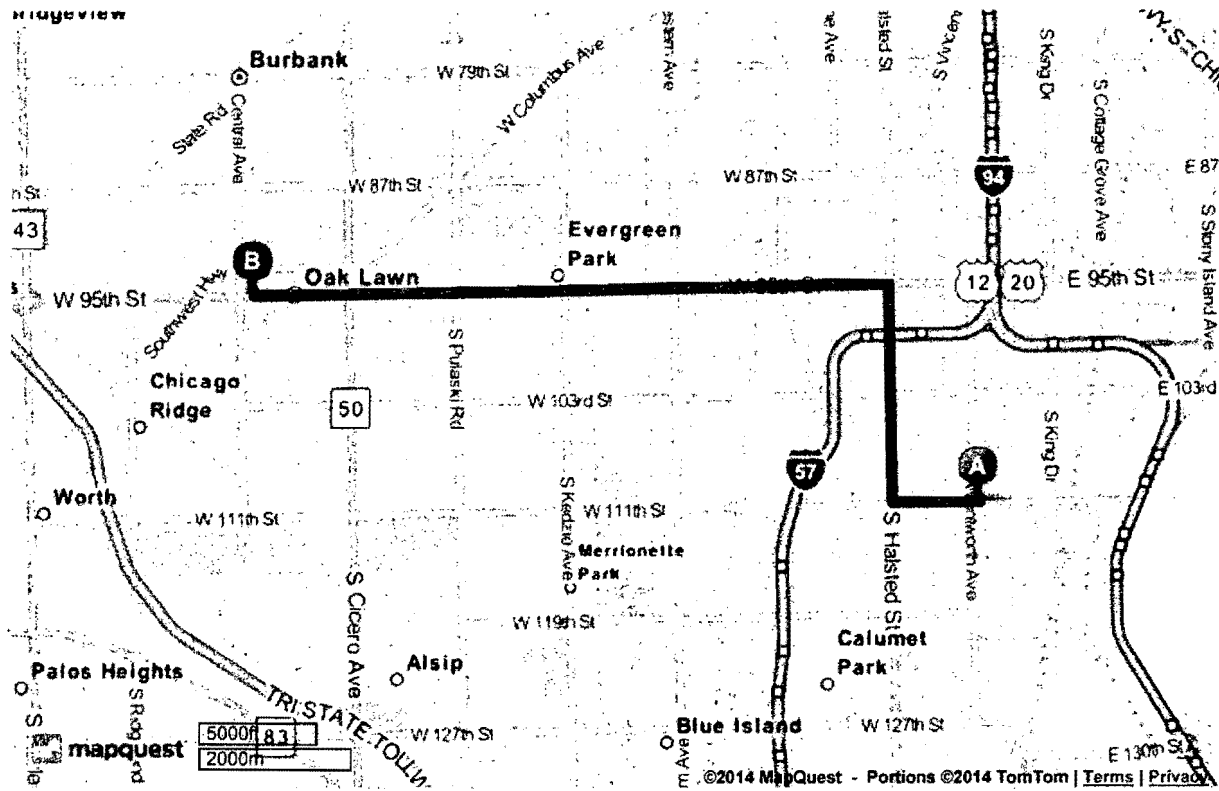 Burbank
W 79th St
W Columbus Ave
S King Dr
S Cottage Grove Ave
State Rd
Central Ave
W 87th St
W 87th St
E 87
94
43
Evergreen
Park
S Stony Island Ave
B
Oak Lawn
W 95th St
12
20
E 95th St
Southwest Hwy
S Pulaski Rd
Chicago
Ridge
50
W 103rd St
E 103rd
S King Dr
57
A
Worth
W 111th St
S Kedzie Ave
W 111th St
Merrionette
Park
S Halsted St
S Cicero Ave
W 119th St
Calumet
Park
Palos Heights
Alsip
TRI STATE TOLLW
Blue Island
W 127th St
W 127th St
E 130th St
mapquest
5000f
83
2000m
©2014 MapQuest - Portions ©2014 TomTom | Terms | Privacy